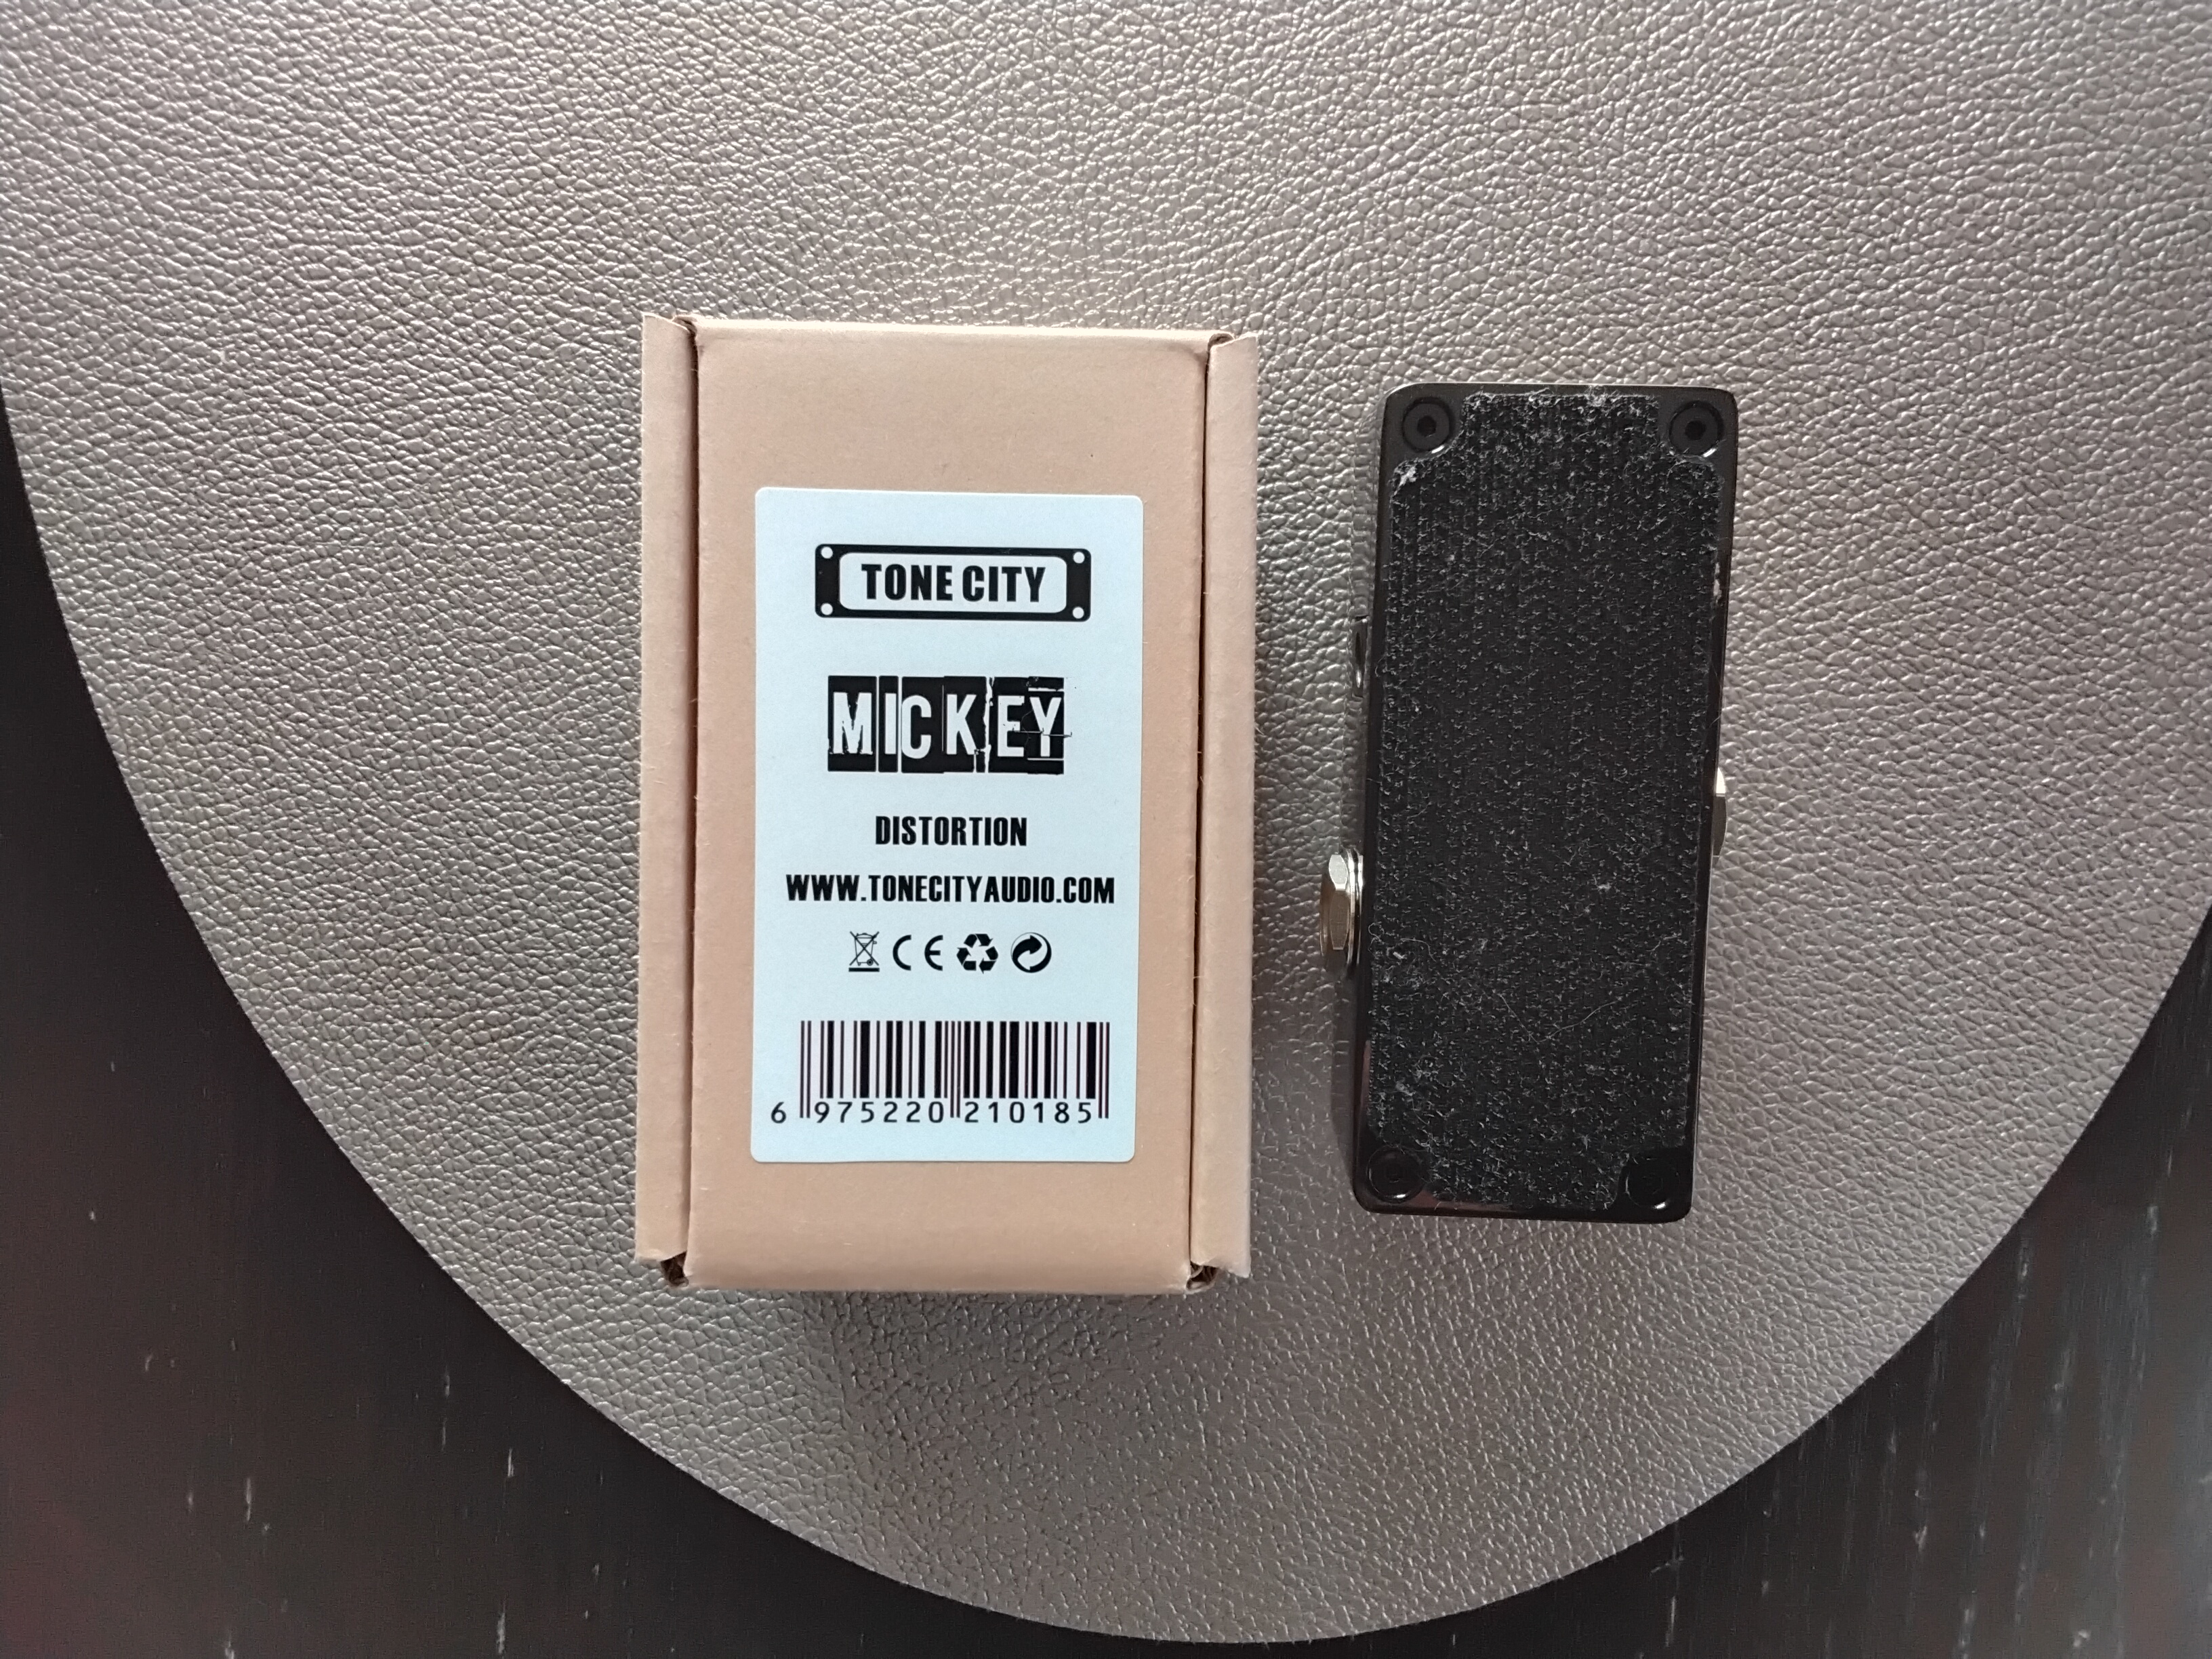 TONE CITY
MICKEY
DISTORTION
WWW.TONECITYAUDIO.COM
CE
6 975220 210185